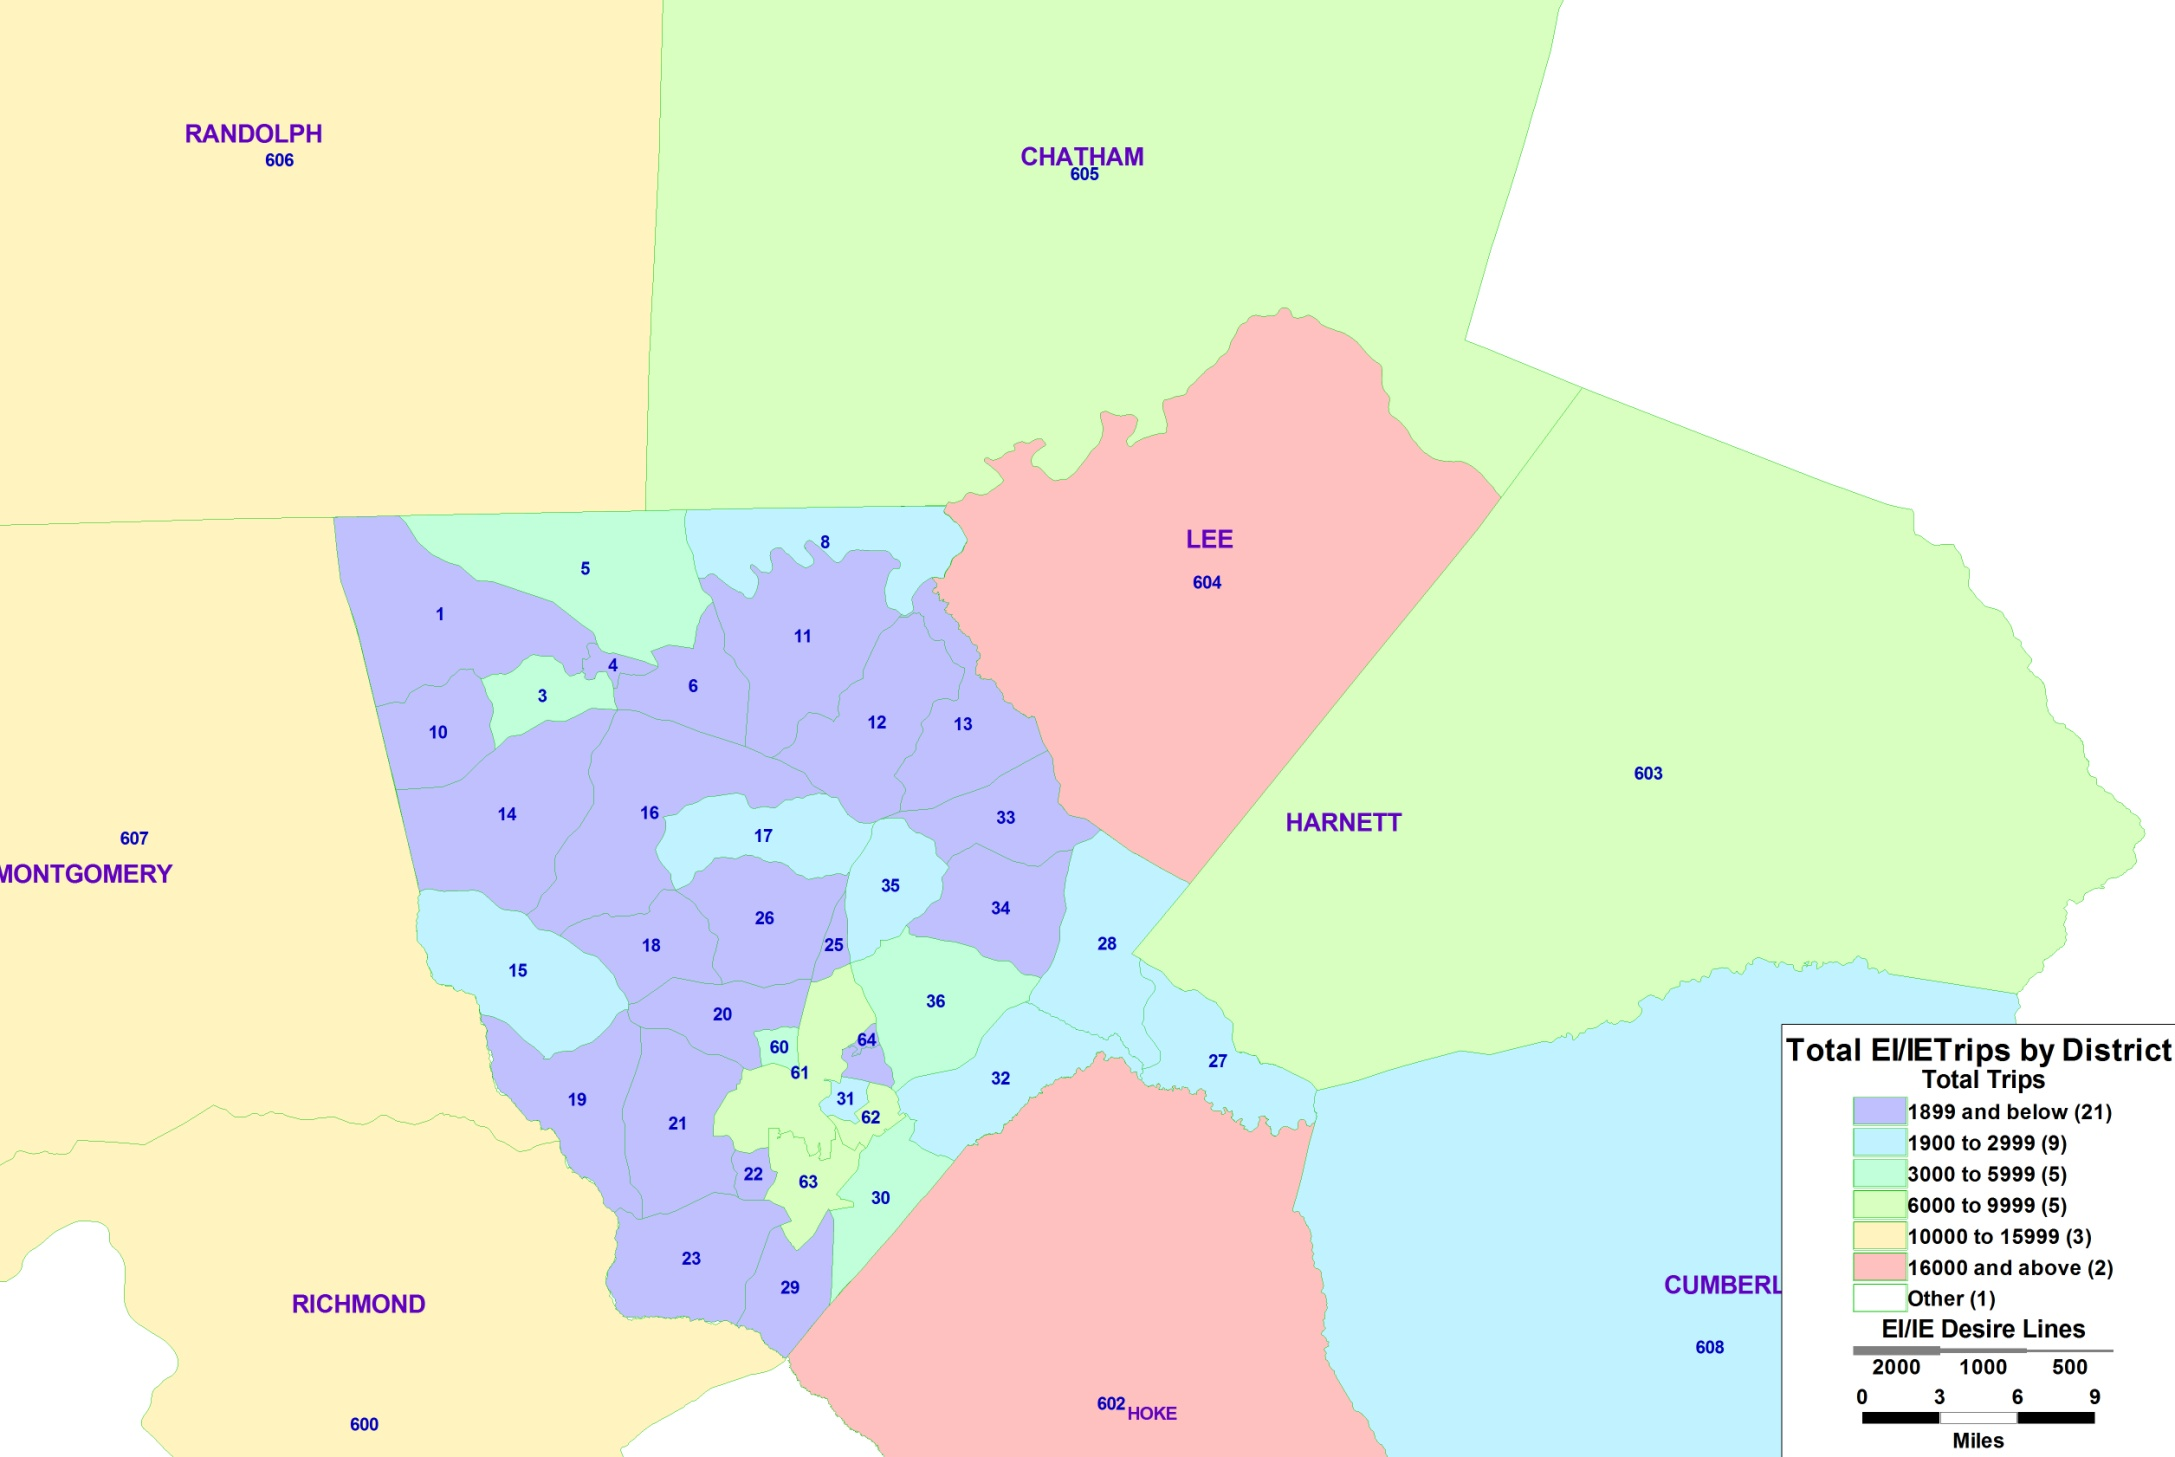 RANDOLPH
606
CHATHAM
605
LEE
604
8
5
1
11
4
6
3
12
13
10
603
14
16
33
HARNETT
17
607
MONTGOMERY
35
34
26
18
25
28
15
36
20
64
60
61
27
32
19
31
62
21
22
63
30
23
29
RICHMOND
600
602
HOKE
CUMBERL
608
Total EI/IETrips by District
Total Trips
1899 and below (21)
1900 to 2999 (9)
3000 to 5999 (5)
6000 to 9999 (5)
10000 to 15999 (3)
16000 and above (2)
Other (1)
EI/IE Desire Lines
2000 1000 500
0 3 6 9
Miles